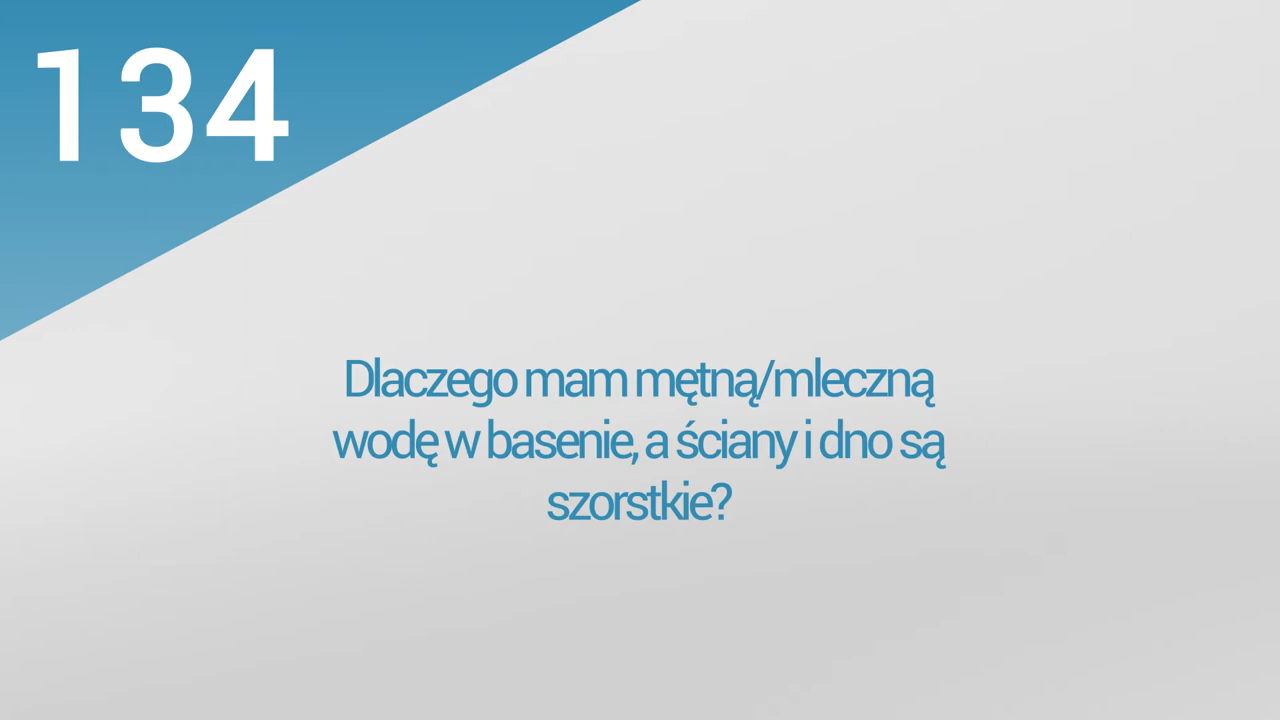 134
Dlaczego mam mętną/mleczną
wodę w basenie, a ściany i dno są
szorstkie?